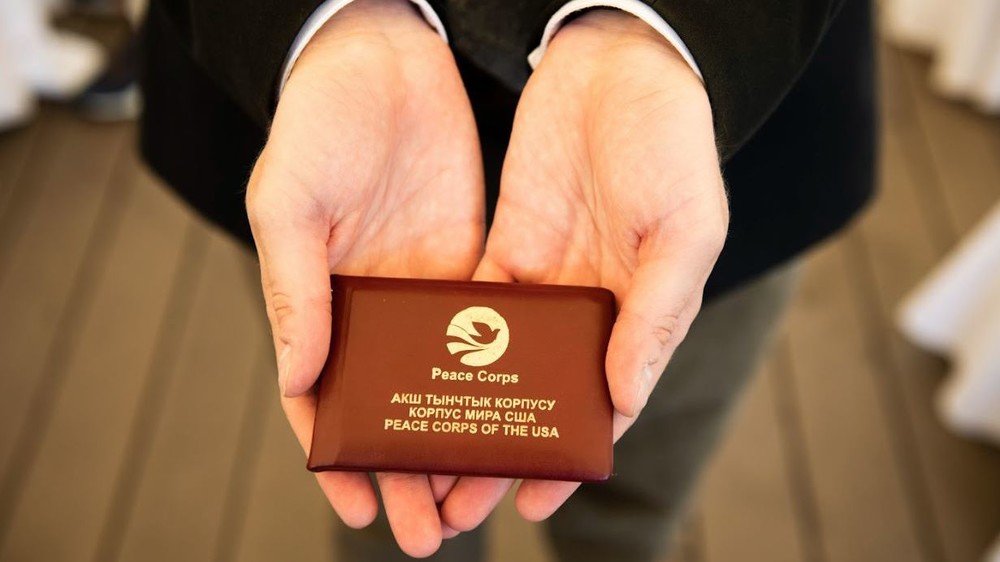 Peace Corps
АКШ ТЫНЧТЫК КОРПУСУ
КОРПУС МИРА США
PEACE CORPS OF THE USA